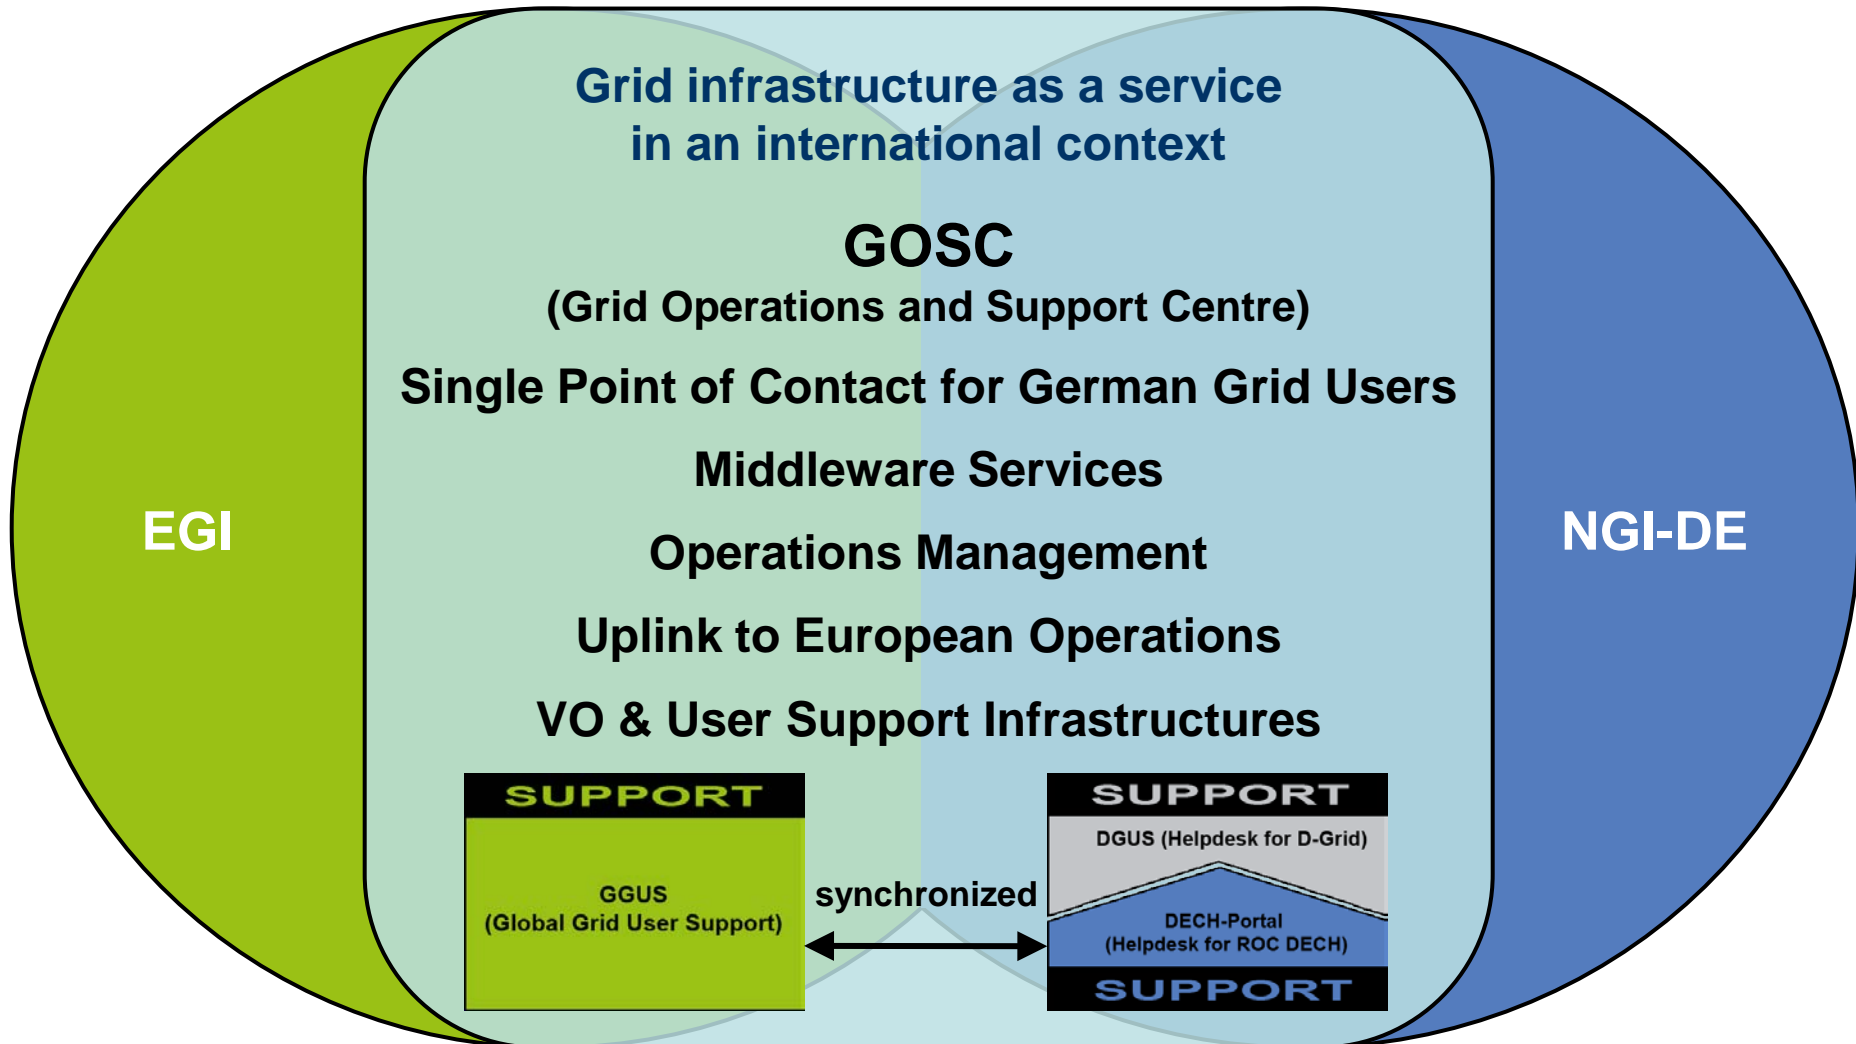 Grid infrastructure as a service
in an international context
GOSC
(Grid Operations and Support Centre)
Single Point of Contact for German Grid Users
Middleware Services
EGI
NGI-DE
Operations Management
Uplink to European Operations
VO & User Support Infrastructures
SUPPORT
GGUS
(Global Grid User Support)
synchronized
SUPPORT
DGUS (Helpdesk for D-Grid)
DECH-Portal
(Helpdesk for ROC DECH)
SUPPORT